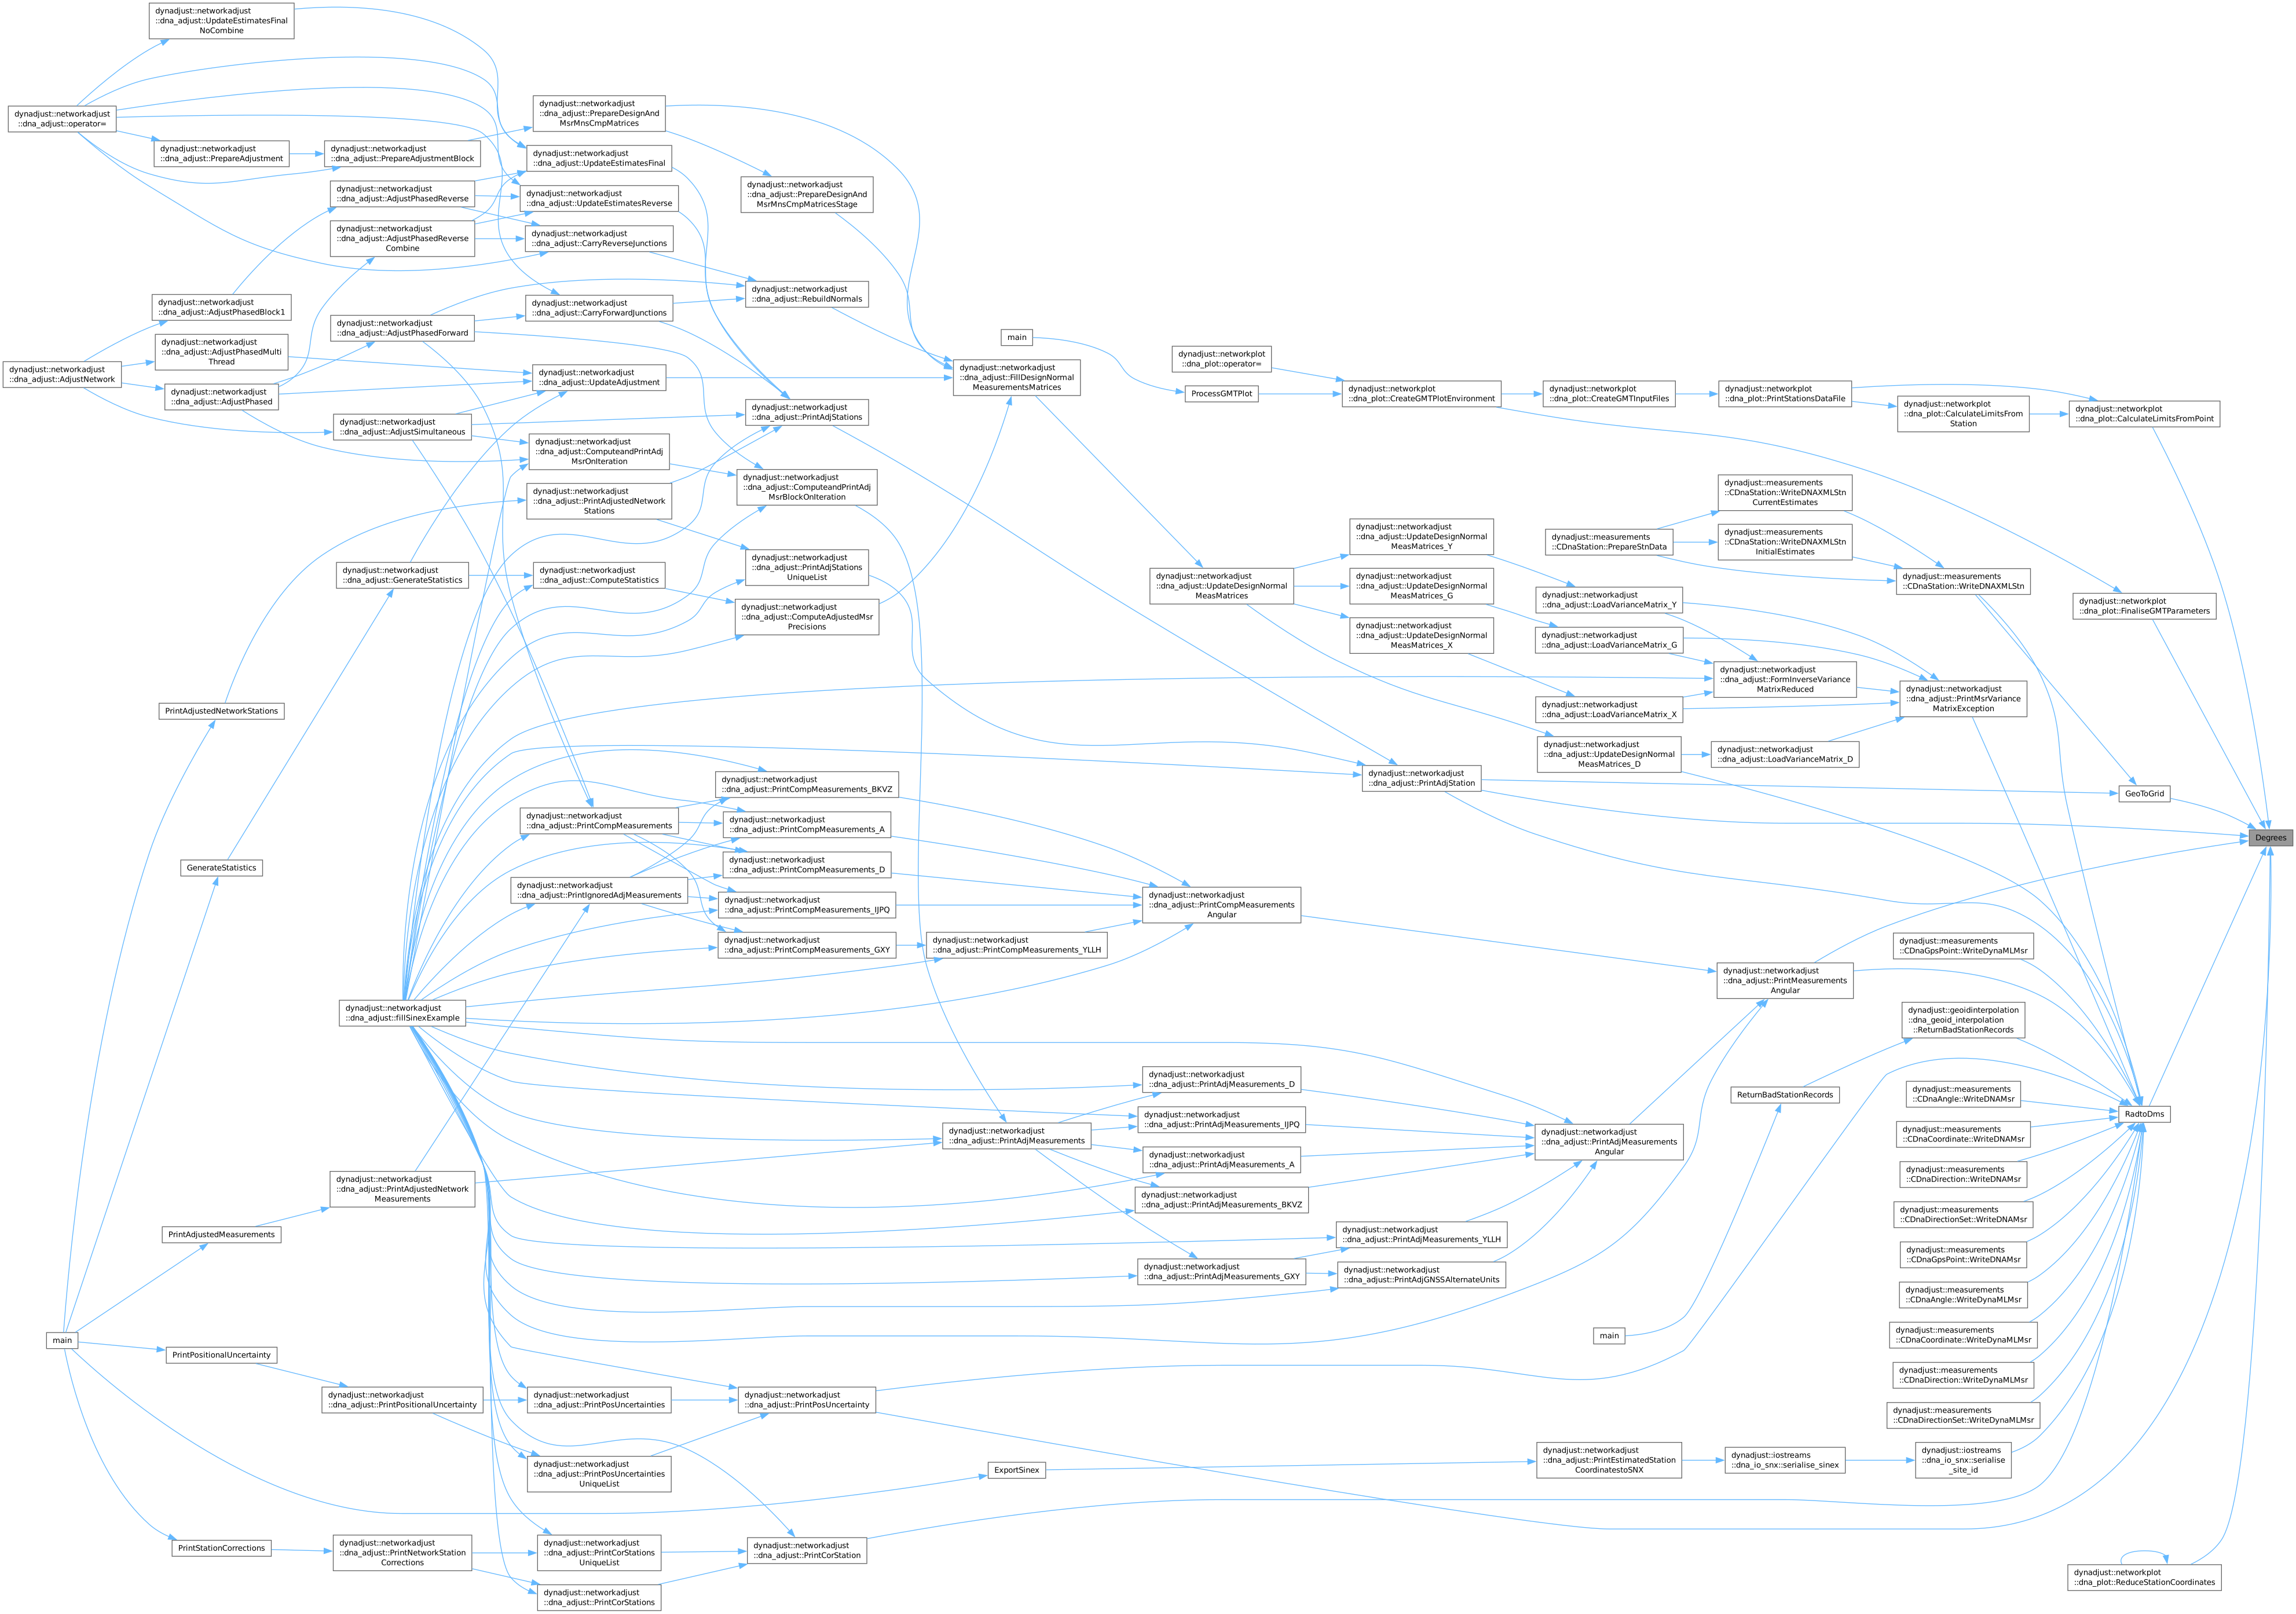 dynadjust::networkadjust
::dna_adjust::UpdateEstimatesFinal
NoCombine
dynadjust::networkadjust
::dna_adjust::operator=
dynadjust::networkadjust
::dna_adjust::PrepareAdjustment
dynadjust::networkadjust
::dna_adjust::AdjustPhasedBlock1
dynadjust::networkadjust
::dna_adjust::AdjustPhasedMulti
Thread
dynadjust::networkadjust
::dna_adjust::AdjustNetwork
dynadjust::networkadjust
::dna_adjust::AdjustPhased
PrintAdjustedNetworkStations
GenerateStatistics
PrintAdjustedMeasurements
main
PrintPositionalUncertainty
PrintStationCorrections
dynadjust::networkadjust
::dna_adjust::PrepareAdjustmentBlock
dynadjust::networkadjust
::dna_adjust::AdjustPhasedReverse
dynadjust::networkadjust
::dna_adjust::AdjustPhasedReverse
Combine
dynadjust::networkadjust
::dna_adjust::AdjustPhasedForward
dynadjust::networkadjust
::dna_adjust::AdjustSimultaneous
dynadjust::networkadjust
::dna_adjust::GenerateStatistics
dynadjust::networkadjust
::dna_adjust::fillSinexExample
dynadjust::networkadjust
::dna_adjust::PrintAdjustedNetwork
Measurements
dynadjust::networkadjust
::dna_adjust::PrintPositionalUncertainty
dynadjust::networkadjust
::dna_adjust::PrintNetworkStation
Corrections
dynadjust::networkadjust
::dna_adjust::PrepareDesignAnd
MsrMnsCmpMatrices
dynadjust::networkadjust
::dna_adjust::UpdateEstimatesFinal
dynadjust::networkadjust
::dna_adjust::UpdateEstimatesReverse
dynadjust::networkadjust
::dna_adjust::CarryReverseJunctions
dynadjust::networkadjust
::dna_adjust::CarryForwardJunctions
dynadjust::networkadjust
::dna_adjust::UpdateAdjustment
dynadjust::networkadjust
::dna_adjust::ComputeandPrintAdj
MsrOnIteration
dynadjust::networkadjust
::dna_adjust::PrintAdjustedNetwork
Stations
dynadjust::networkadjust
::dna_adjust::ComputeStatistics
dynadjust::networkadjust
::dna_adjust::PrintCompMeasurements
dynadjust::networkadjust
::dna_adjust::PrintIgnoredAdjMeasurements
dynadjust::networkadjust
::dna_adjust::PrintPosUncertainties
dynadjust::networkadjust
::dna_adjust::PrintPosUncertainties
UniqueList
dynadjust::networkadjust
::dna_adjust::PrintCorStations
UniqueList
dynadjust::networkadjust
::dna_adjust::PrintCorStations
dynadjust::networkadjust
::dna_adjust::PrepareDesignAnd
MsrMnsCmpMatricesStage
dynadjust::networkadjust
::dna_adjust::RebuildNormals
dynadjust::networkadjust
::dna_adjust::PrintAdjStations
dynadjust::networkadjust
::dna_adjust::ComputeandPrintAdj
MsrBlockOnIteration
dynadjust::networkadjust
::dna_adjust::PrintAdjStations
UniqueList
dynadjust::networkadjust
::dna_adjust::ComputeAdjustedMsr
Precisions
dynadjust::networkadjust
::dna_adjust::PrintCompMeasurements_BKVZ
dynadjust::networkadjust
::dna_adjust::PrintCompMeasurements_A
dynadjust::networkadjust
::dna_adjust::PrintCompMeasurements_D
dynadjust::networkadjust
::dna_adjust::PrintCompMeasurements_IJPQ
dynadjust::networkadjust
::dna_adjust::PrintCompMeasurements_GXY
dynadjust::networkadjust
::dna_adjust::PrintPosUncertainty
dynadjust::networkadjust
::dna_adjust::PrintCorStation
main
dynadjust::networkadjust
::dna_adjust::FillDesignNormal
MeasurementsMatrices
dynadjust::networkadjust
::dna_adjust::PrintCompMeasurements_YLLH
dynadjust::networkadjust
::dna_adjust::PrintAdjMeasurements
ExportSinex
dynadjust::networkplot
::dna_plot::operator=
ProcessGMTPlot
dynadjust::networkadjust
::dna_adjust::UpdateDesignNormal
MeasMatrices
dynadjust::networkadjust
::dna_adjust::PrintCompMeasurements
Angular
dynadjust::networkadjust
::dna_adjust::PrintAdjMeasurements_D
dynadjust::networkadjust
::dna_adjust::PrintAdjMeasurements_IJPQ
dynadjust::networkadjust
::dna_adjust::PrintAdjMeasurements_A
dynadjust::networkadjust
::dna_adjust::PrintAdjMeasurements_BKVZ
dynadjust::networkadjust
::dna_adjust::PrintAdjMeasurements_GXY
dynadjust::networkplot
::dna_plot::CreateGMTPlotEnvironment
dynadjust::networkadjust
::dna_adjust::UpdateDesignNormal
MeasMatrices_Y
dynadjust::networkadjust
::dna_adjust::UpdateDesignNormal
MeasMatrices_G
dynadjust::networkadjust
::dna_adjust::UpdateDesignNormal
MeasMatrices_X
dynadjust::networkadjust
::dna_adjust::PrintAdjStation
dynadjust::networkadjust
::dna_adjust::PrintAdjMeasurements_YLLH
dynadjust::networkadjust
::dna_adjust::PrintAdjGNSSAlternateUnits
dynadjust::networkplot
::dna_plot::CreateGMTInputFiles
dynadjust::measurements
::CDnaStation::PrepareStnData
dynadjust::networkadjust
::dna_adjust::LoadVarianceMatrix_Y
dynadjust::networkadjust
::dna_adjust::LoadVarianceMatrix_G
dynadjust::networkadjust
::dna_adjust::LoadVarianceMatrix_X
dynadjust::networkadjust
::dna_adjust::UpdateDesignNormal
MeasMatrices_D
dynadjust::networkadjust
::dna_adjust::PrintAdjMeasurements
Angular
main
dynadjust::networkadjust
::dna_adjust::PrintEstimatedStation
CoordinatestoSNX
dynadjust::networkplot
::dna_plot::PrintStationsDataFile
dynadjust::measurements
::CDnaStation::WriteDNAXMLStn
CurrentEstimates
dynadjust::measurements
::CDnaStation::WriteDNAXMLStn
InitialEstimates
dynadjust::networkadjust
::dna_adjust::FormInverseVariance
MatrixReduced
dynadjust::networkadjust
::dna_adjust::LoadVarianceMatrix_D
dynadjust::networkadjust
::dna_adjust::PrintMeasurements
Angular
ReturnBadStationRecords
dynadjust::iostreams
::dna_io_snx::serialise_sinex
dynadjust::networkplot
::dna_plot::CalculateLimitsFrom
Station
dynadjust::measurements
::CDnaStation::WriteDNAXMLStn
dynadjust::networkadjust
::dna_adjust::PrintMsrVariance
MatrixException
dynadjust::measurements
::CDnaGpsPoint::WriteDynaMLMsr
dynadjust::geoidinterpolation
::dna_geoid_interpolation
::ReturnBadStationRecords
dynadjust::measurements
::CDnaAngle::WriteDNAMsr
dynadjust::measurements
::CDnaCoordinate::WriteDNAMsr
dynadjust::measurements
::CDnaDirection::WriteDNAMsr
dynadjust::measurements
::CDnaDirectionSet::WriteDNAMsr
dynadjust::measurements
::CDnaGpsPoint::WriteDNAMsr
dynadjust::measurements
::CDnaAngle::WriteDynaMLMsr
dynadjust::measurements
::CDnaCoordinate::WriteDynaMLMsr
dynadjust::measurements
::CDnaDirection::WriteDynaMLMsr
dynadjust::measurements
::CDnaDirectionSet::WriteDynaMLMsr
dynadjust::iostreams
::dna_io_snx::serialise
_site_id
dynadjust::networkplot
::dna_plot::CalculateLimitsFromPoint
dynadjust::networkplot
::dna_plot::FinaliseGMTParameters
GeoToGrid
RadtoDms
dynadjust::networkplot
::dna_plot::ReduceStationCoordinates
Degrees